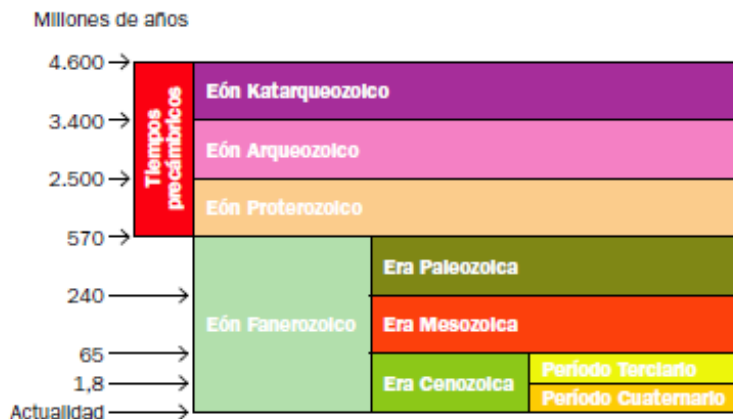 Millones de años
4.600
Eón Katarqueozoico
3.400
Tiempos
precámbricos
Eón Arqueozoico
2.500
Eón Proterozoico
570
Era Paleozoica
240
Eón Fanerozoico
Era Mesozoica
65
Era Cenozoica
Período Terciario
1,8
Período Cuaternario
Actualidad